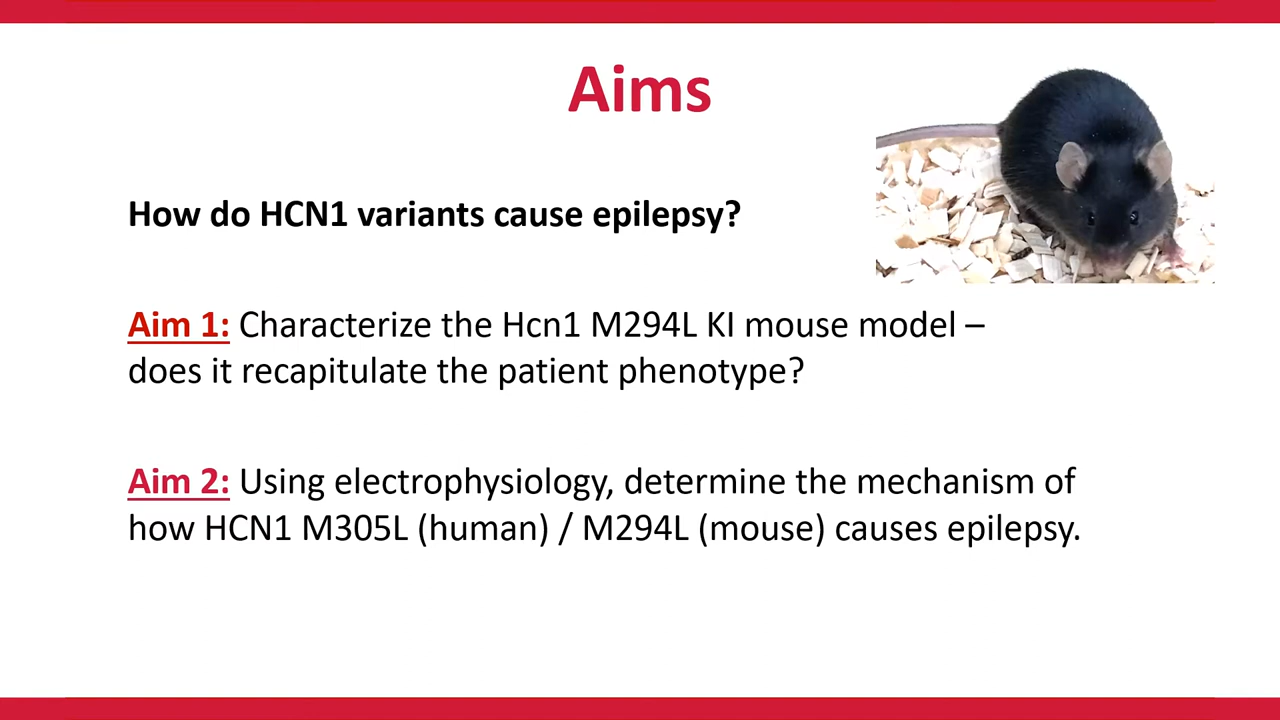 Aims
How do HCN1 variants cause epilepsy?
Aim 1: Characterize the Hcn1 M294L KI mouse model –
does it recapitulate the patient phenotype?
Aim 2: Using electrophysiology, determine the mechanism of
how HCN1 M305L (human) / M294L (mouse) causes epilepsy.